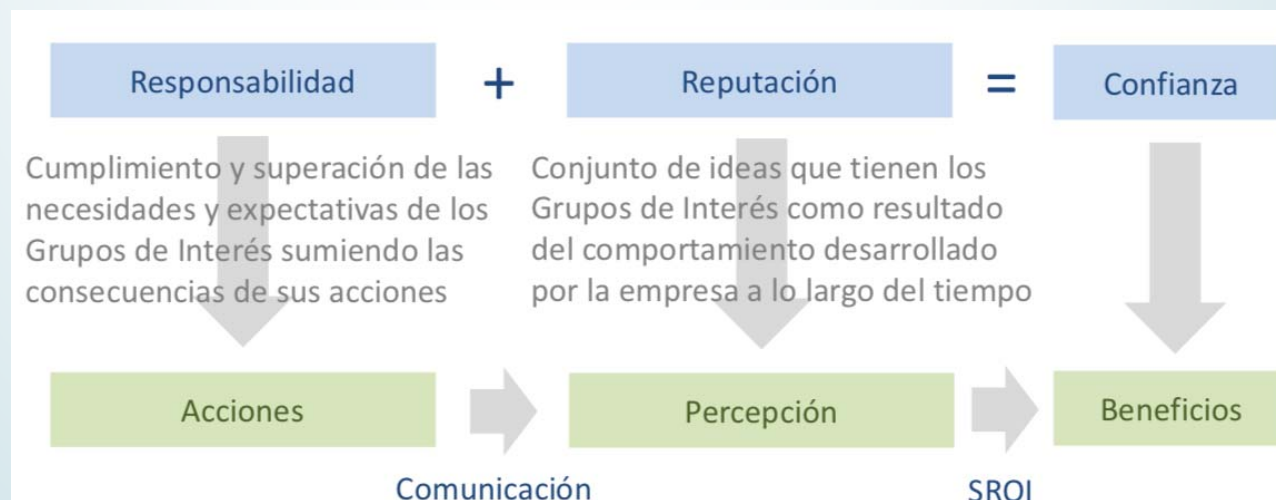 Responsabilidad + Reputación = Confianza
Cumplimiento y superación de las
necesidades y expectativas de los
Grupos de Interés sumiendo las
consecuencias de sus acciones
Conjunto de ideas que tienen los
Grupos de Interés como resultado
del comportamiento desarrollado
por la empresa a lo largo del tiempo
Acciones
Percepción
Beneficios
Comunicación
SROI